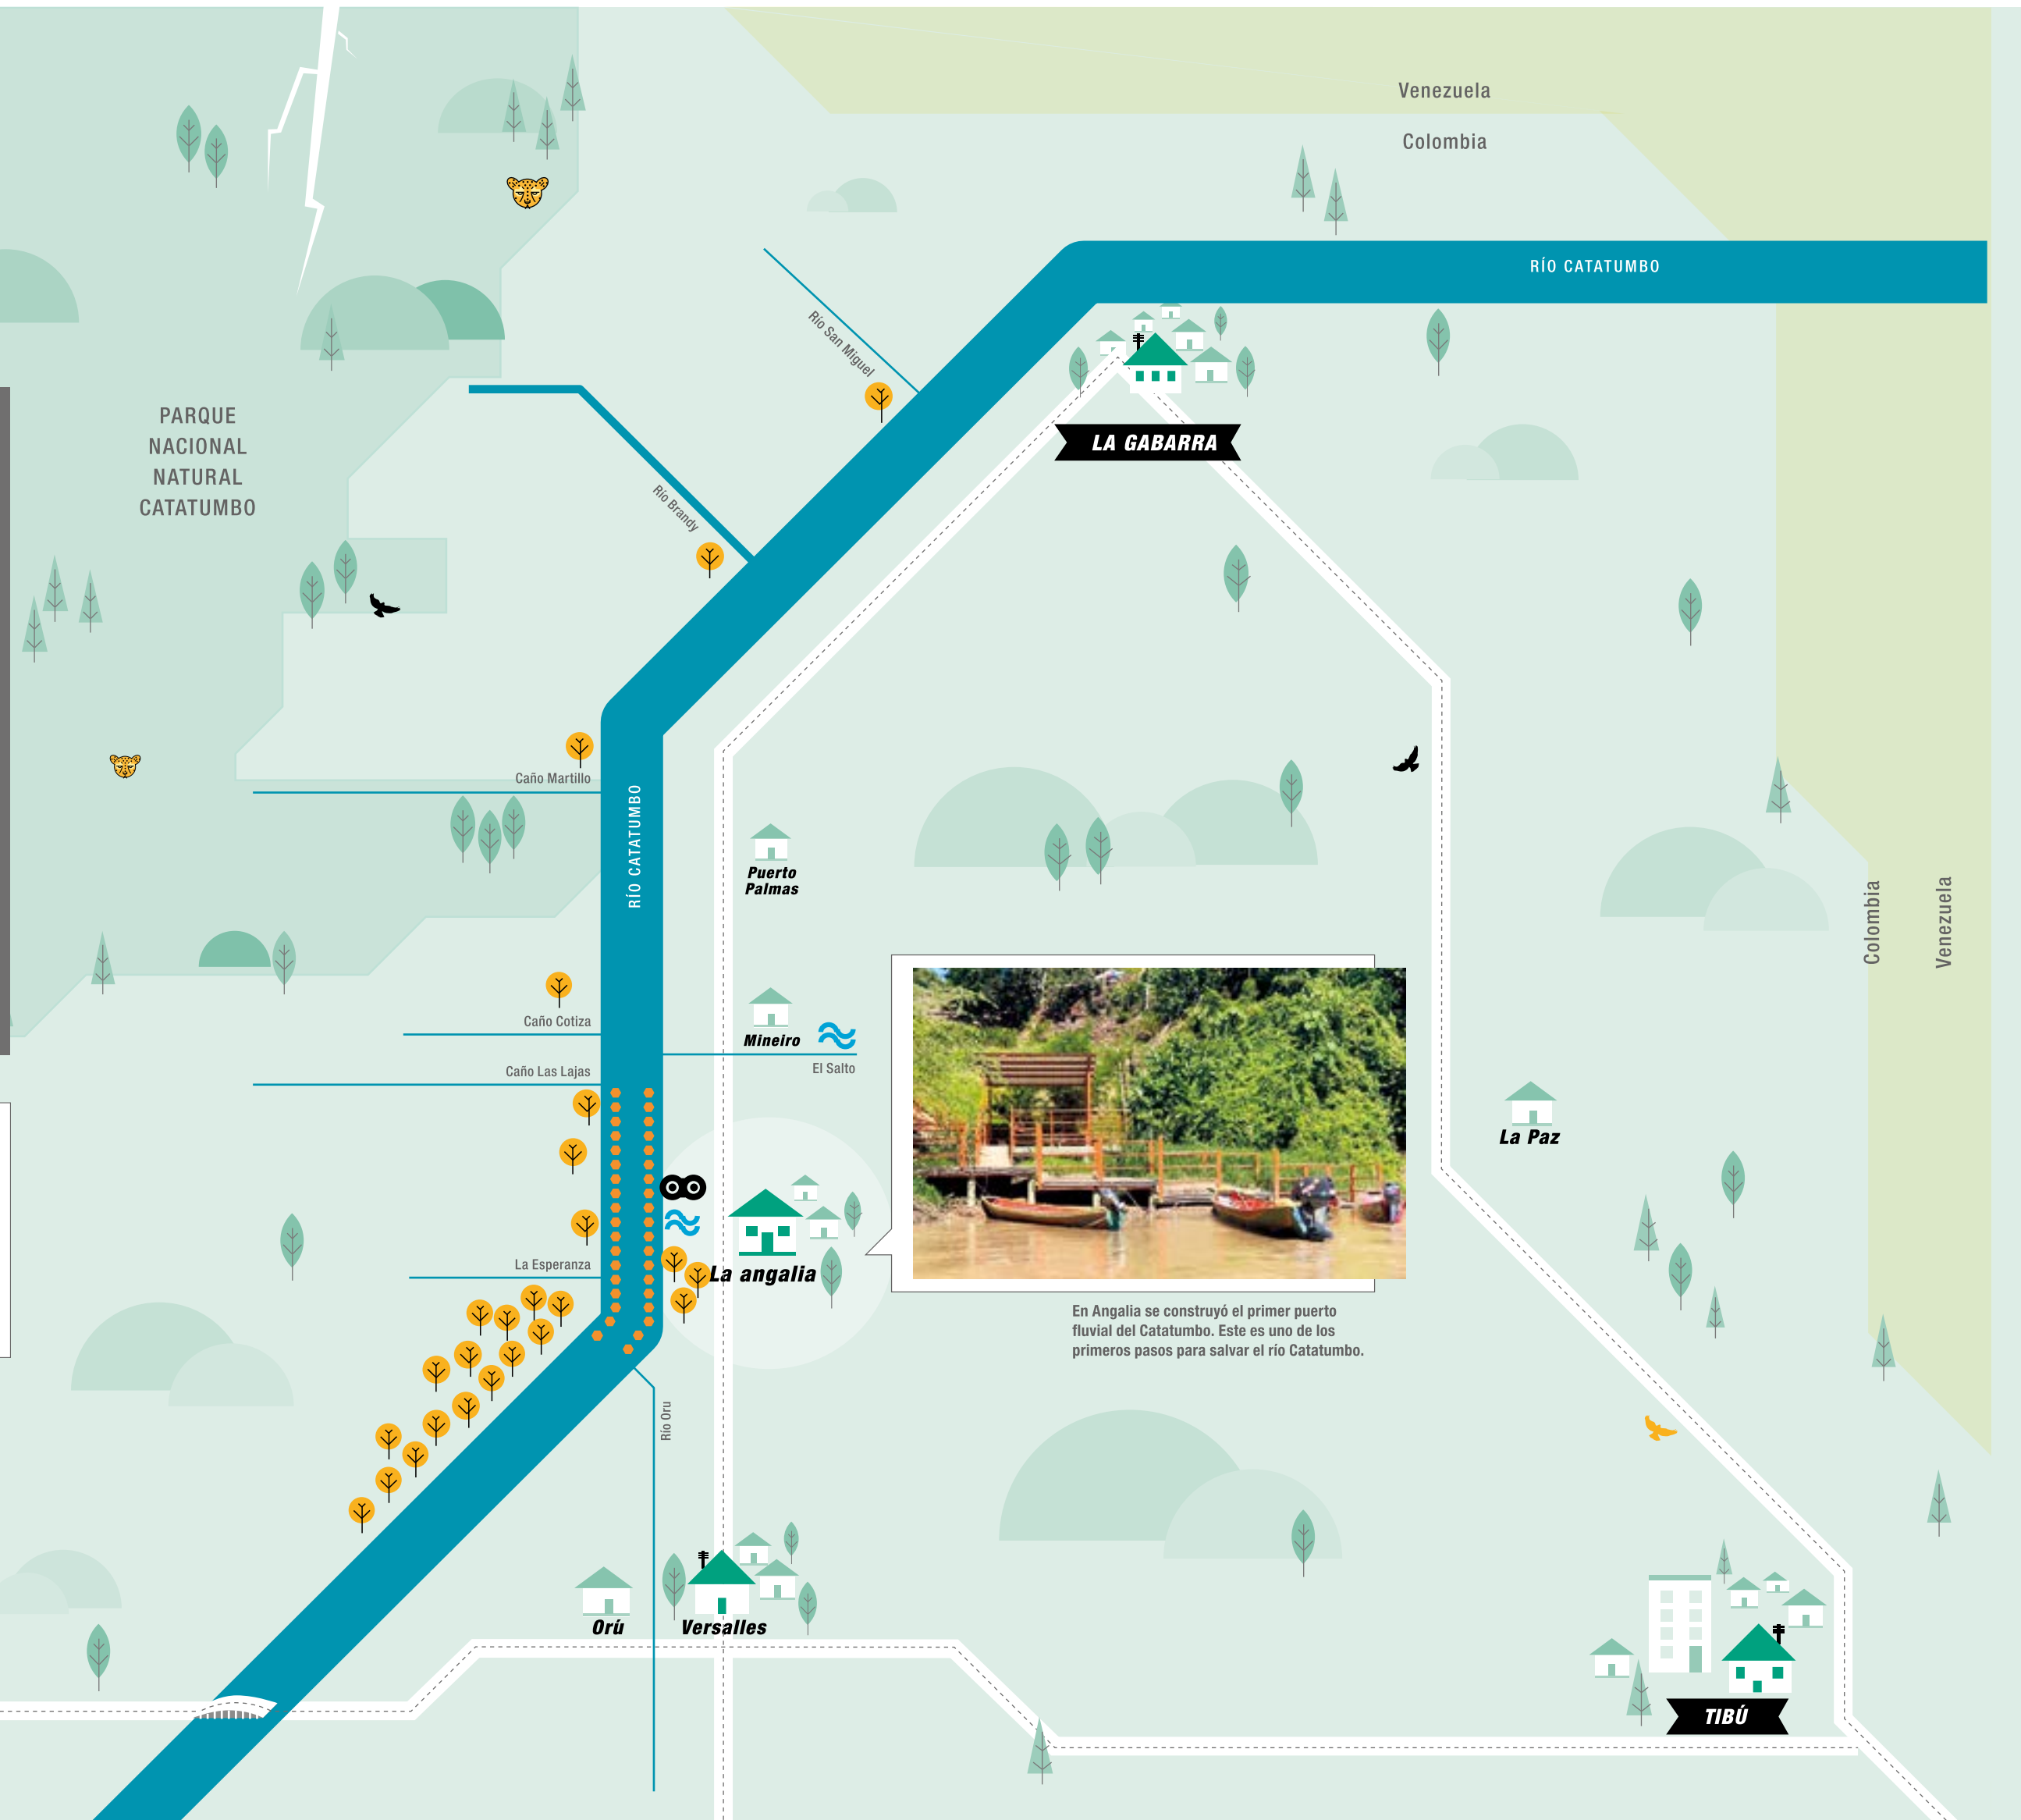 Venezuela
Colombia
RÍO CATATUMBO
Río San Miguel
LA GABARRA
PARQUE
NACIONAL
NATURAL
CATATUMBO
Río Brandy
Caño Martillo
RÍO CATATUMBO
Puerto
Palmas
Colombia
Venezuela
Caño Cotiza
Mineiro
El Salto
Caño Las Lajas
La Paz
La Esperanza
La angalia
En Angalia se construyó el primer puerto
fluvial del Catatumbo. Este es uno de los
primeros pasos para salvar el río Catatumbo.
Rio Oru
Orú
Versalles
TIBÚ